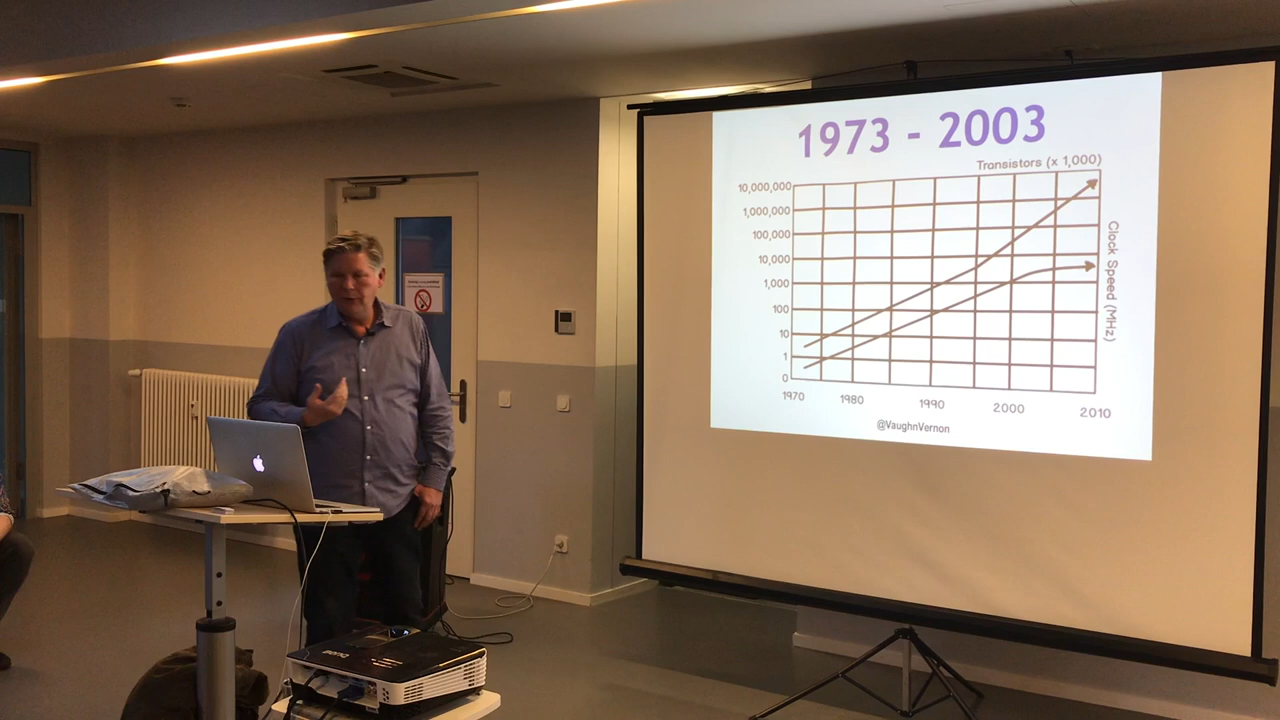 1973 - 2003
Transistors (x 1,000)
10,000,000
1,000,000
100,000
10,000
1,000
100
10
1
0
Clock Speed (MHz)
1970 1980 1990 2000 2010
@VaughnVernon
BenQ